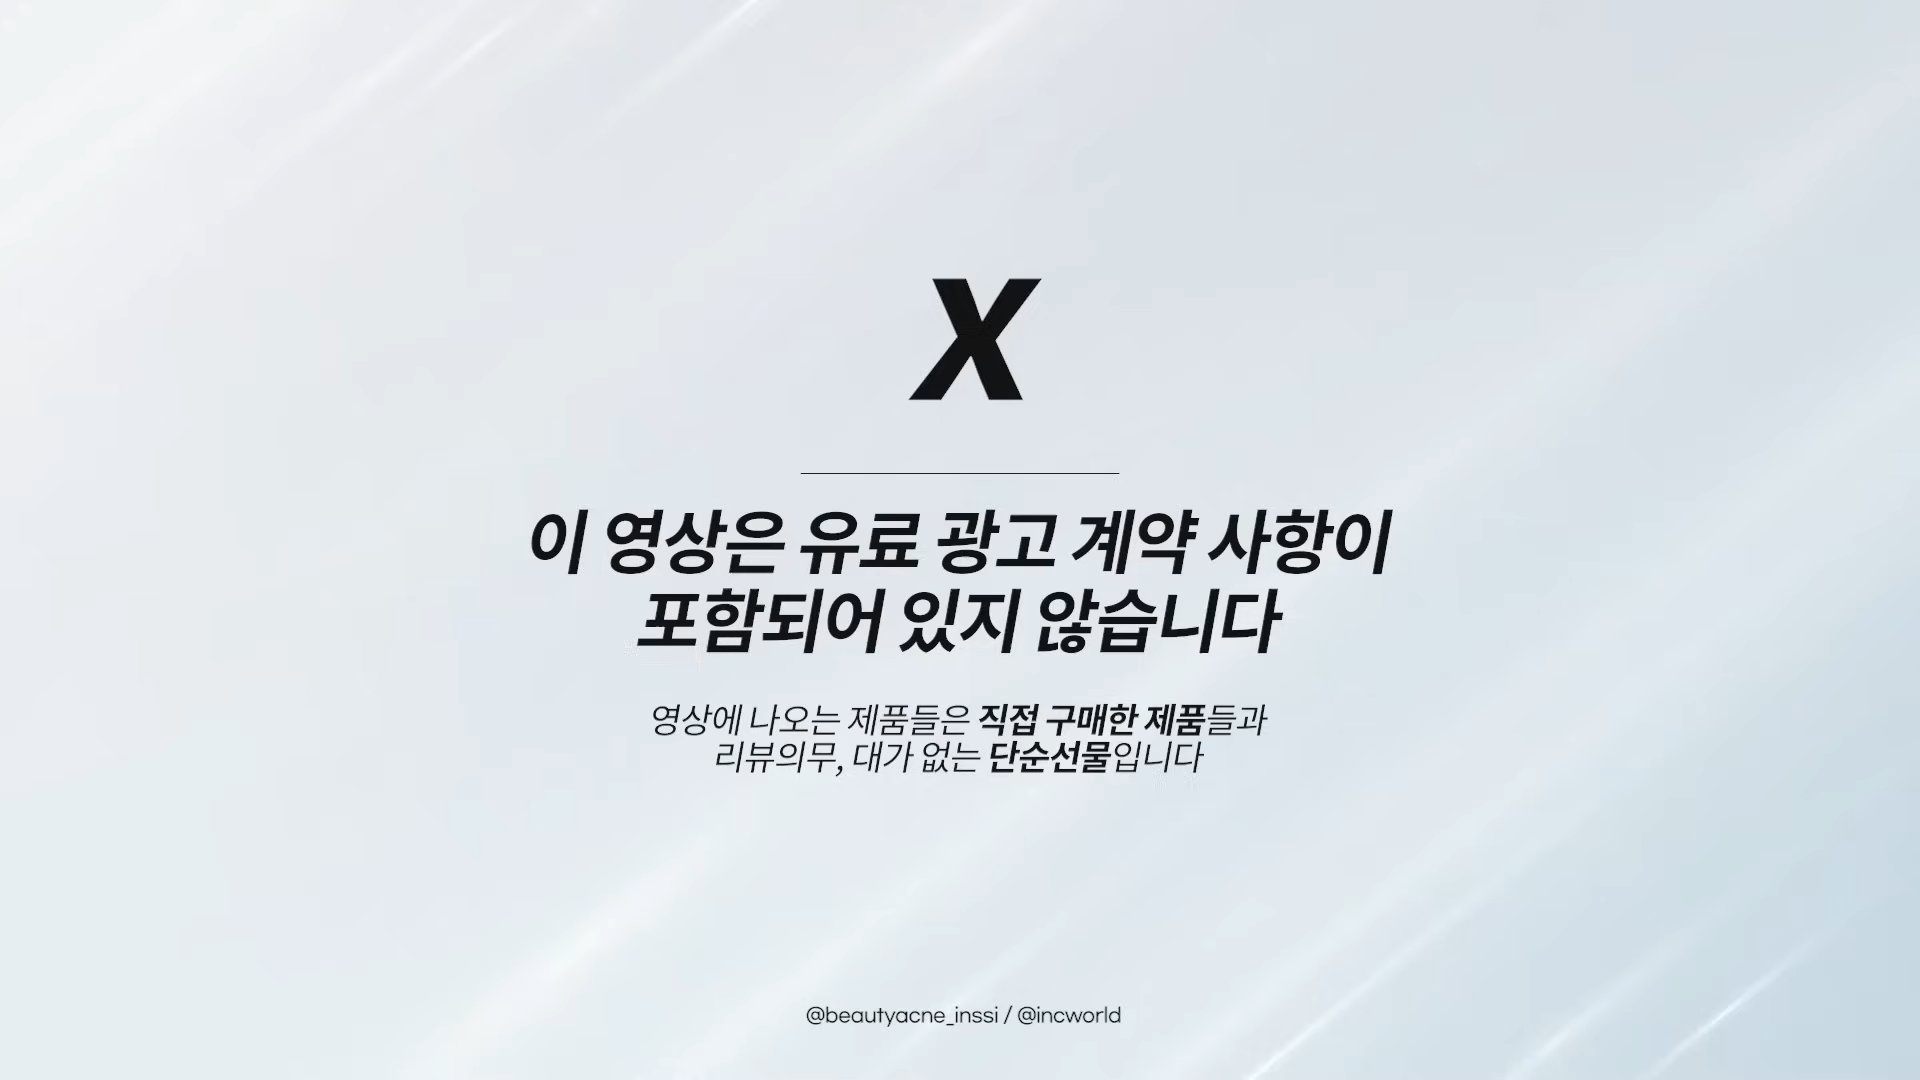 X
이 영상은 유료 광고 계약 사항이
포함되어 있지 않습니다
영상에 나오는 제품들은 직접 구매한 제품들과
리뷰의무, 대가 없는 단순선물입니다
@beautyacne_inssi / @incworld